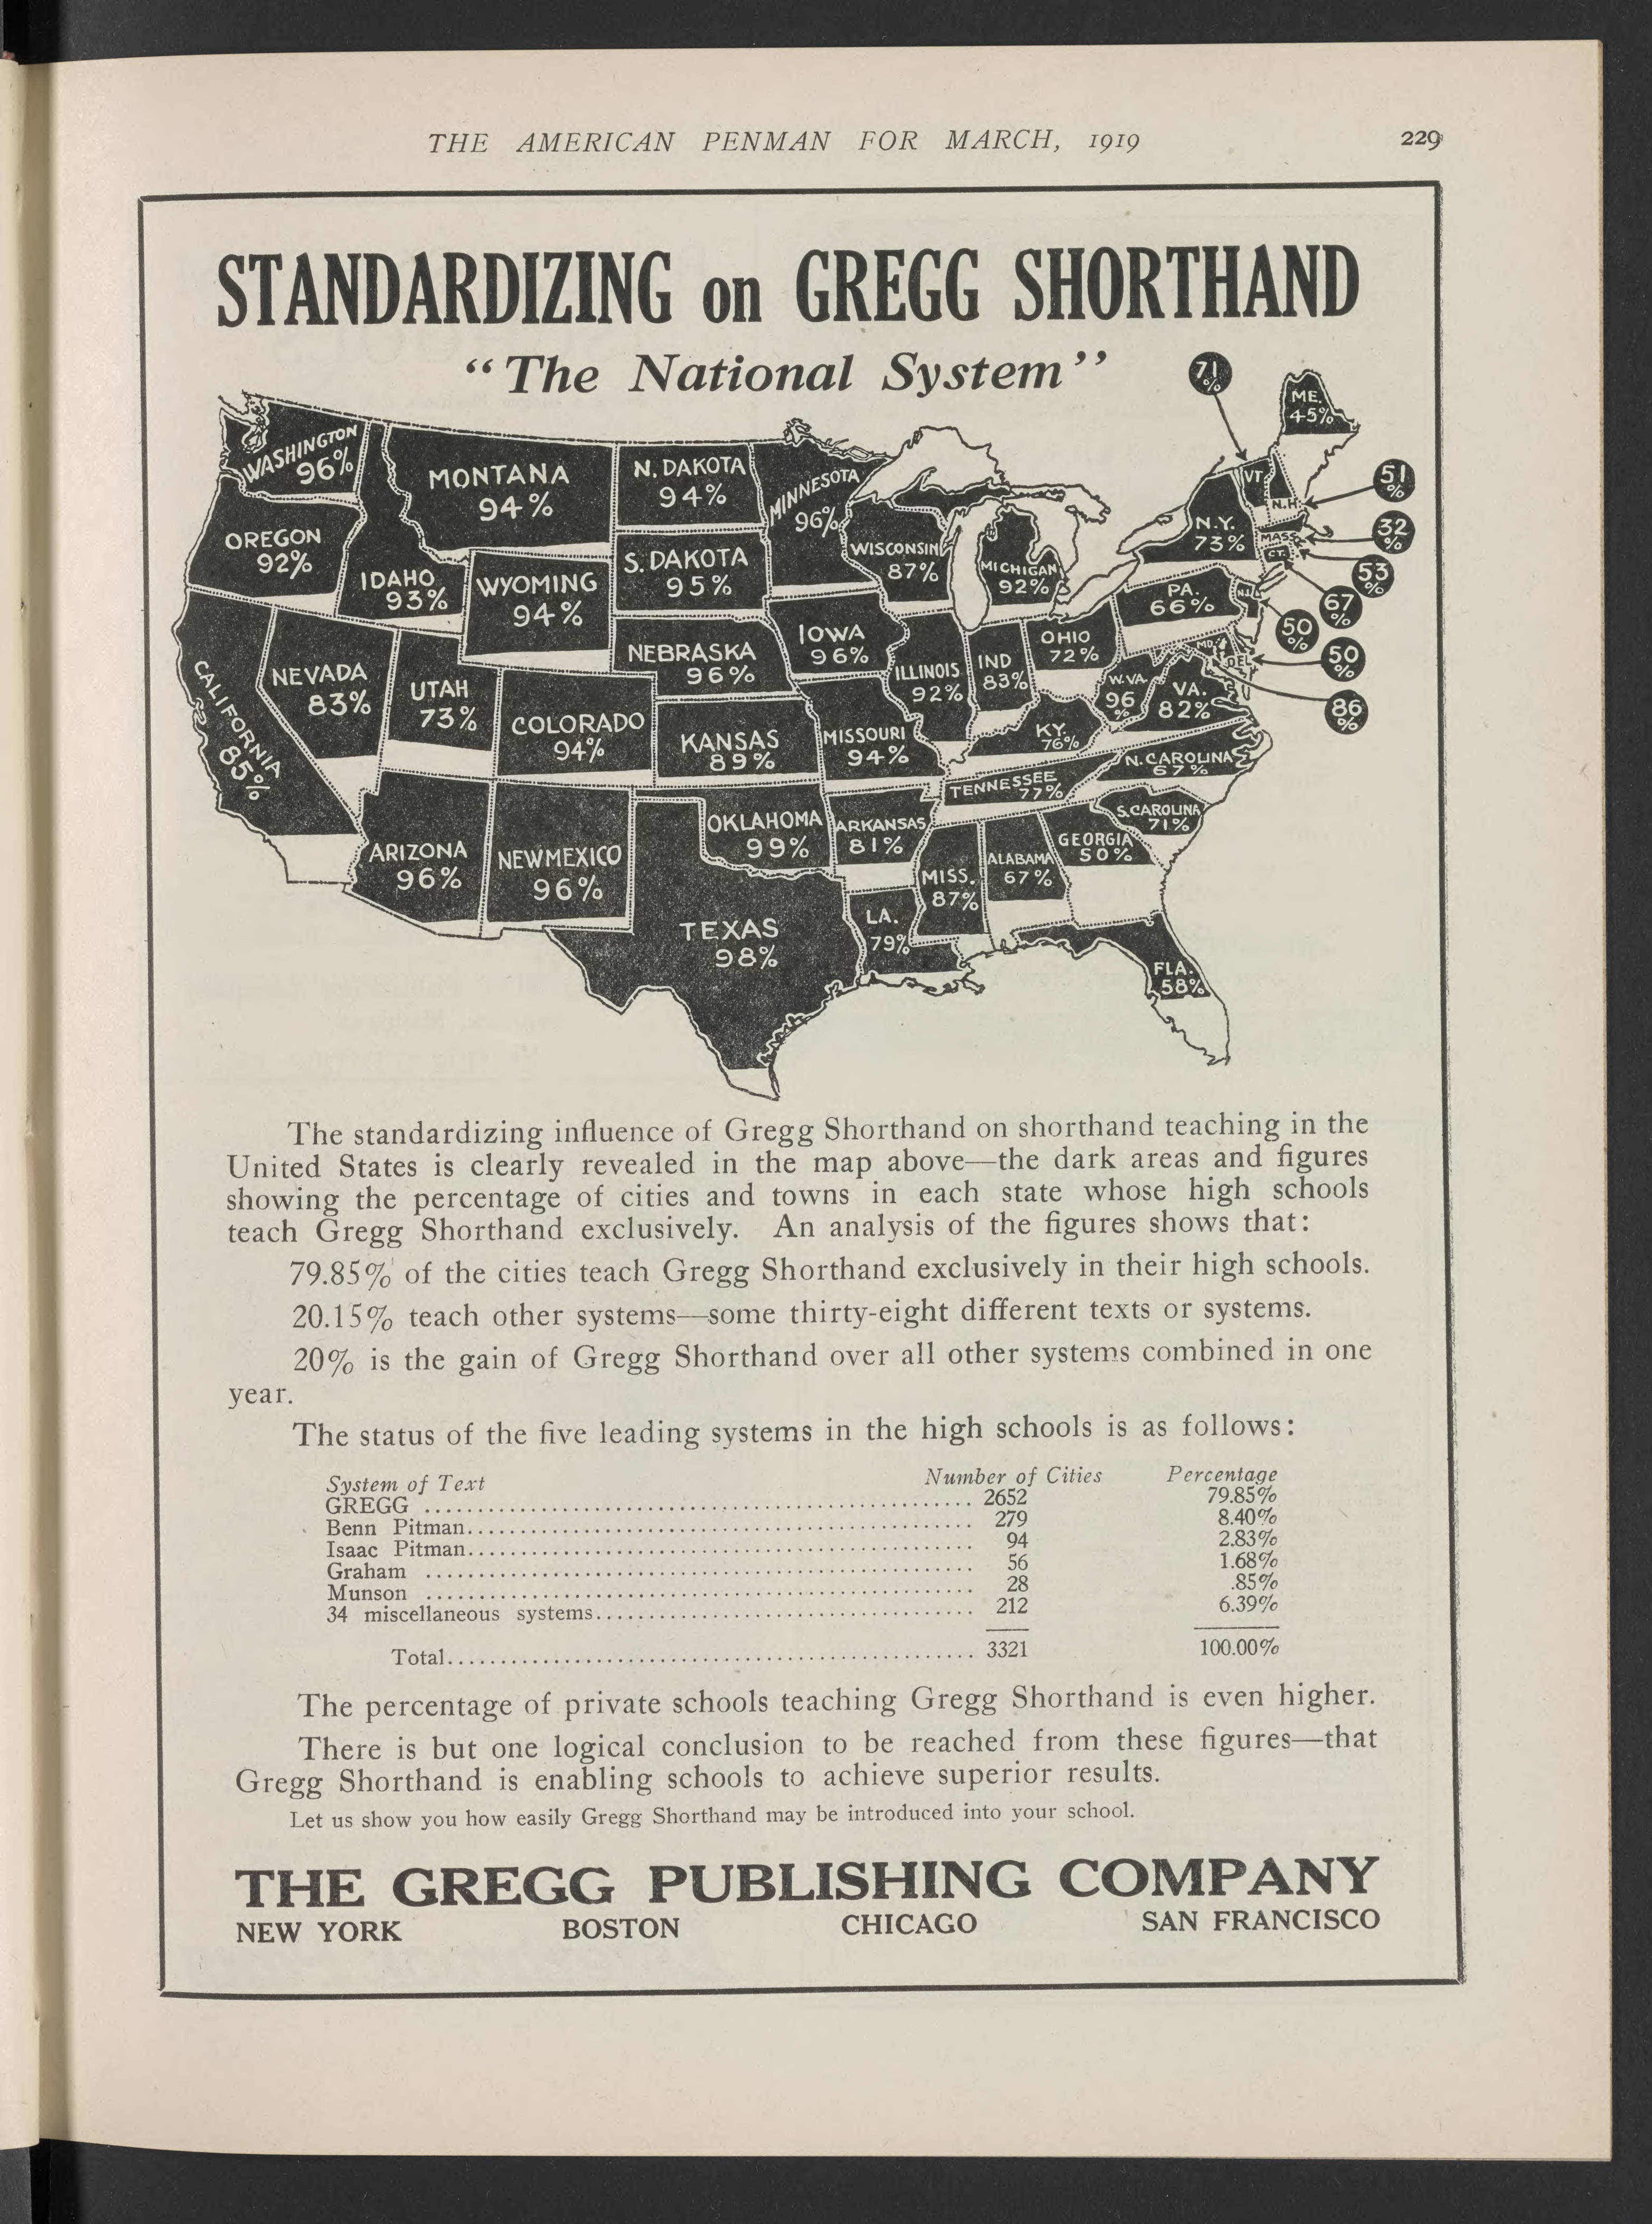 THE AMERICAN PENMAN FOR MARCH, 1919 229
STANDARDIZING on GREGG SHORTHAND
“The National System”
71 %
ME. 45%
WASHINGTON 96%
MONTANA 94%
N. DAKOTA 94%
MINNESOTA 96%
VT.
N.H.
51 %
OREGON 92%
IDAHO 93%
WYOMING 94%
S. DAKOTA 95%
WISCONSIN 87%
MICHIGAN 92%
N.Y. 73%
MASS.
32 %
CT.
53 %
PA. 66%
N.J.
67 %
50 %
NEVADA 83%
UTAH 73%
NEBRASKA 96%
IOWA 96%
ILLINOIS 92%
IND 83%
OHIO 72%
MD.
DEL.
50 %
CALIFORNIA 85%
COLORADO 94%
KANSAS 89%
MISSOURI 94%
KY. 76%
W.VA. 96 %
VA. 82%
86 %
N. CAROLINA 67%
TENNESSEE 77%
S. CAROLINA 71%
ARIZONA 96%
NEW MEXICO 96%
OKLAHOMA 99%
ARKANSAS 81%
GEORGIA 50%
ALABAMA 67%
MISS. 87%
TEXAS 98%
LA. 79%
FLA. 58%
The standardizing influence of Gregg Shorthand on shorthand teaching in the
United States is clearly revealed in the map above—the dark areas and figures
showing the percentage of cities and towns in each state whose high schools
teach Gregg Shorthand exclusively. An analysis of the figures shows that:
79.85% of the cities teach Gregg Shorthand exclusively in their high schools.
20.15% teach other systems—some thirty-eight different texts or systems.
20% is the gain of Gregg Shorthand over all other systems combined in one
year.
The status of the five leading systems in the high schools is as follows:
System of Text Number of Cities Percentage
GREGG 2652 79.85%
Benn Pitman 279 8.40%
Isaac Pitman 94 2.83%
Graham 56 1.68%
Munson 28 .85%
34 miscellaneous systems 212 6.39%
Total 3321 100.00%
The percentage of private schools teaching Gregg Shorthand is even higher.
There is but one logical conclusion to be reached from these figures—that
Gregg Shorthand is enabling schools to achieve superior results.
Let us show you how easily Gregg Shorthand may be introduced into your school.
THE GREGG PUBLISHING COMPANY
NEW YORK BOSTON CHICAGO SAN FRANCISCO